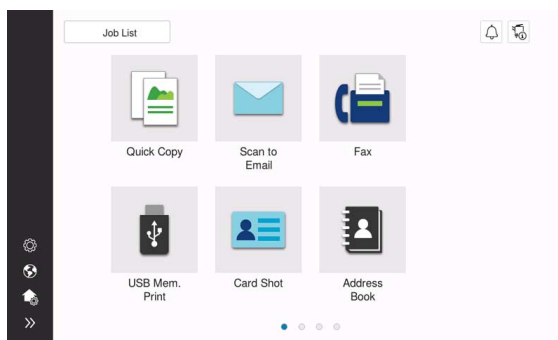 Job List
Quick Copy
Scan to
Email
Fax
USB Mem.
Print
Card Shot
Address
Book